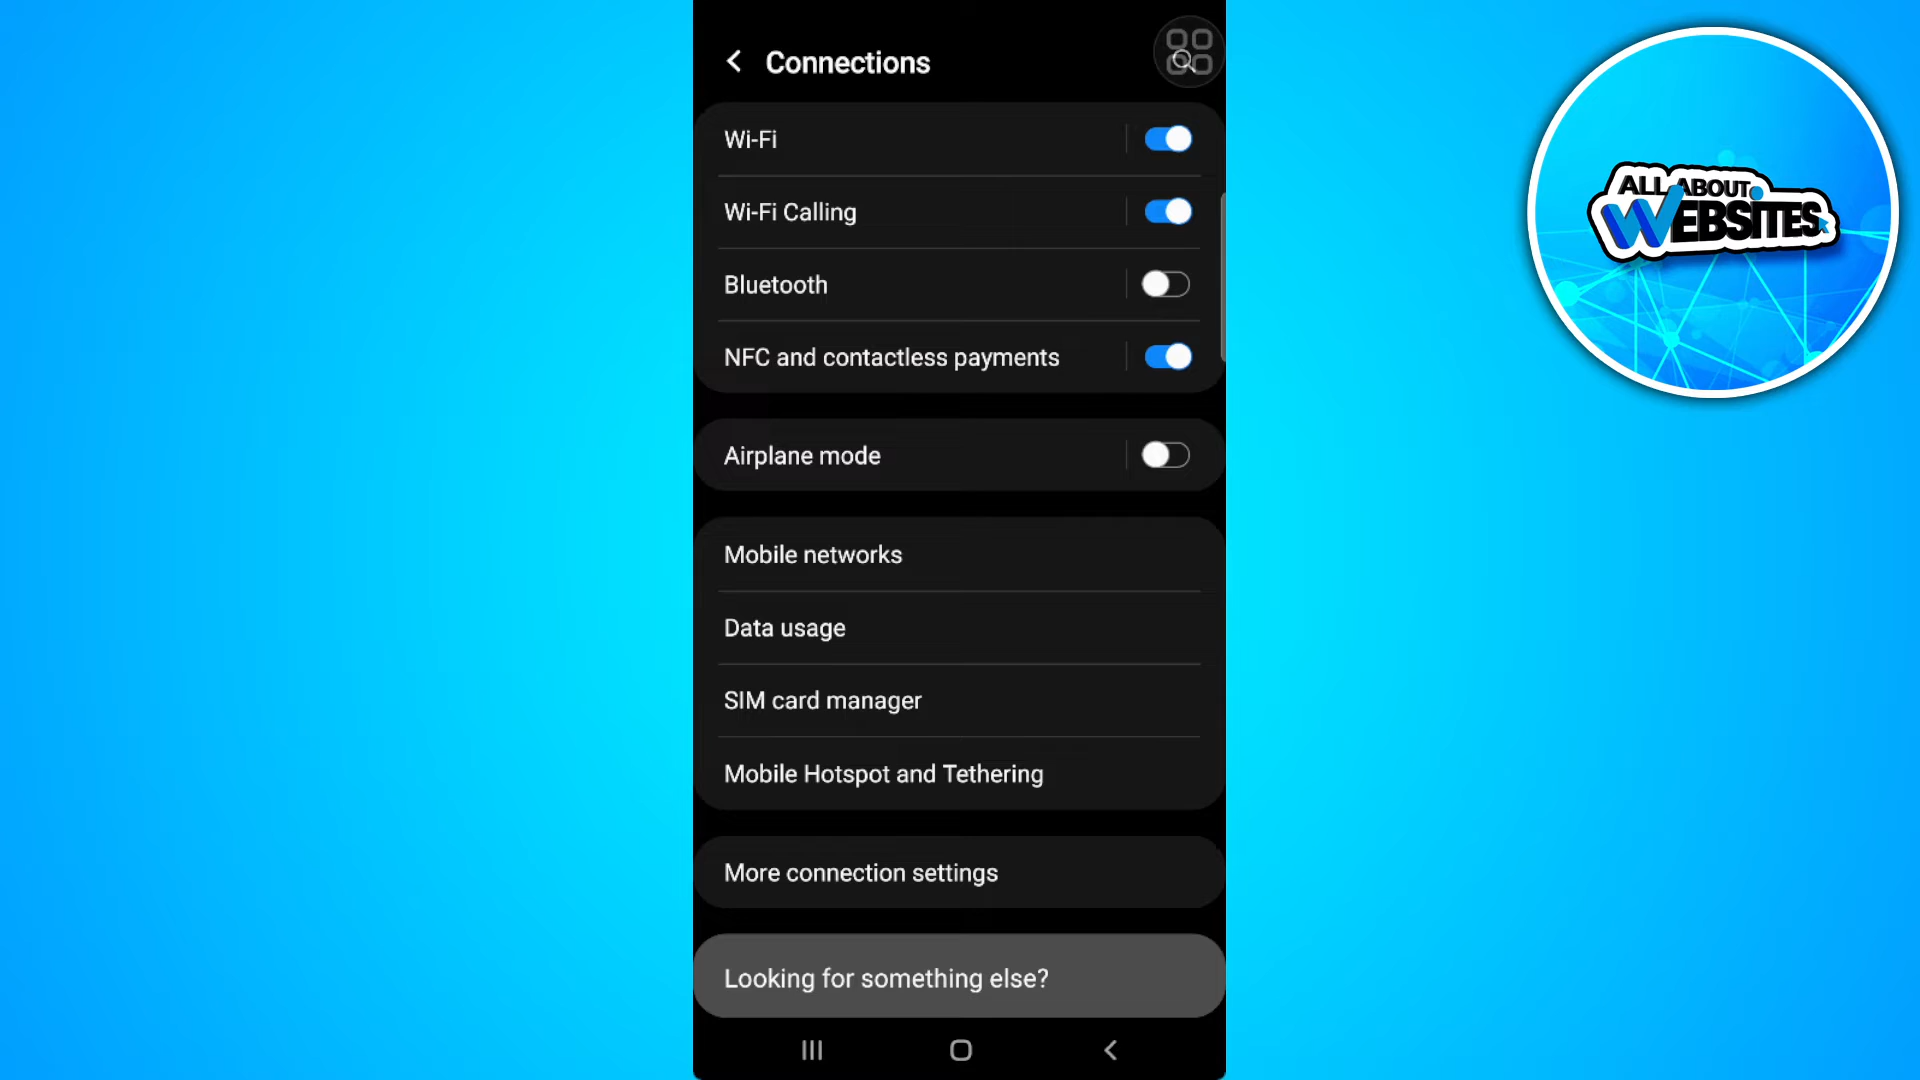 Connections
Wi-Fi
Wi-Fi Calling
Bluetooth
NFC and contactless payments
Airplane mode
Mobile networks
Data usage
SIM card manager
Mobile Hotspot and Tethering
More connection settings
Looking for something else?
ALL ABOUT
WEBSITES